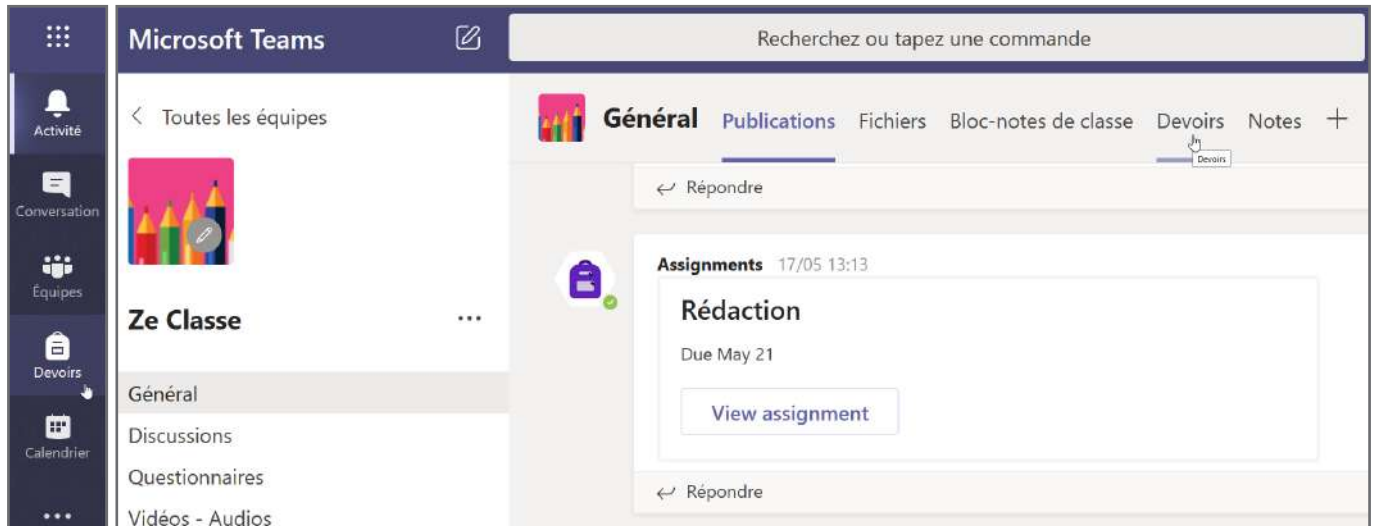 Activité
Conversation
Équipes
Devoirs
Calendrier
Microsoft Teams
Toutes les équipes
Ze Classe
Général
Discussions
Questionnaires
Vidéos - Audios
Recherchez ou tapez une commande
Général Publications Fichiers Bloc-notes de classe Devoirs Notes
Devoirs
Répondre
Assignments 17/05 13:13
Rédaction
Due May 21
View assignment
Répondre